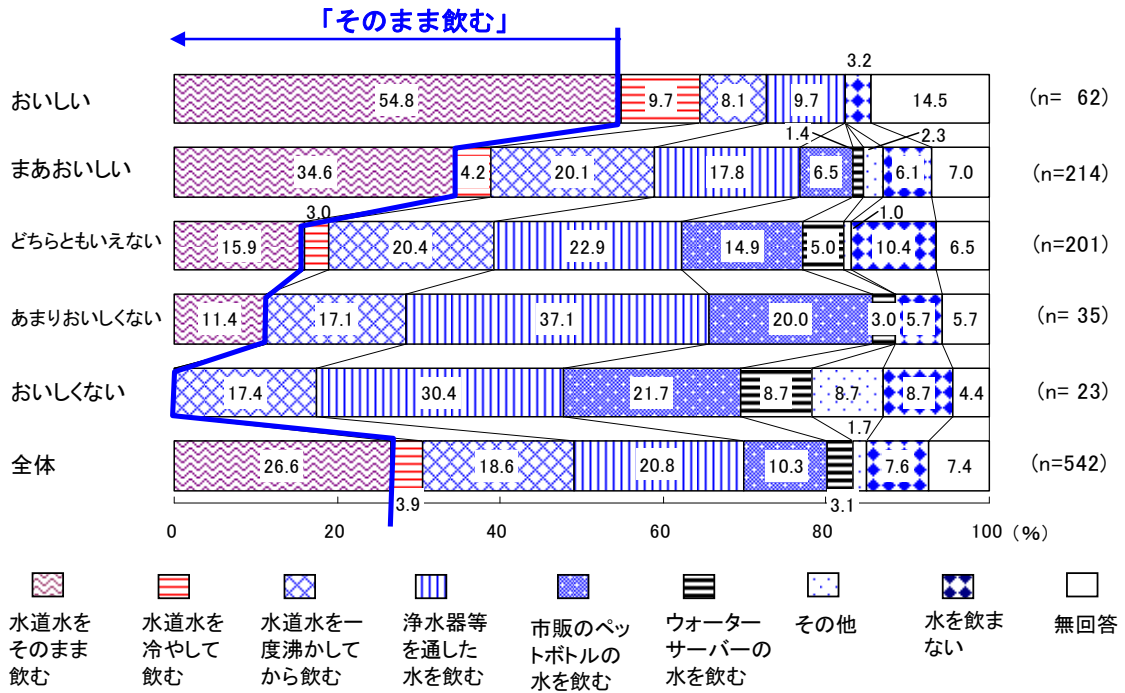 「そのまま飲む」
3.2
おいしい 54.8 9.7 8.1 9.7 14.5 (n= 62)
1.4 2.3
まあおいしい 34.6 4.2 20.1 17.8 6.5 6.1 7.0 (n=214)
3.0 1.0
どちらともいえない 15.9 20.4 22.9 14.9 5.0 10.4 6.5 (n=201)
あまりおいしくない 11.4 17.1 37.1 20.0 3.0 5.7 5.7 (n= 35)
おいしくない 17.4 30.4 21.7 8.7 8.7 8.7 4.4 (n= 23)
1.7
全体 26.6 18.6 20.8 10.3 7.6 7.4 (n=542)
3.9 3.1
0 20 40 60 80 100 (%)
水道水を
そのまま
飲む
水道水を
冷やして
飲む
水道水を一
度沸かして
から飲む
浄水器等
を通した
水を飲む
市販のペッ
トボトルの
水を飲む
ウォーター
サーバーの
水を飲む
その他
水を飲ま
ない
無回答